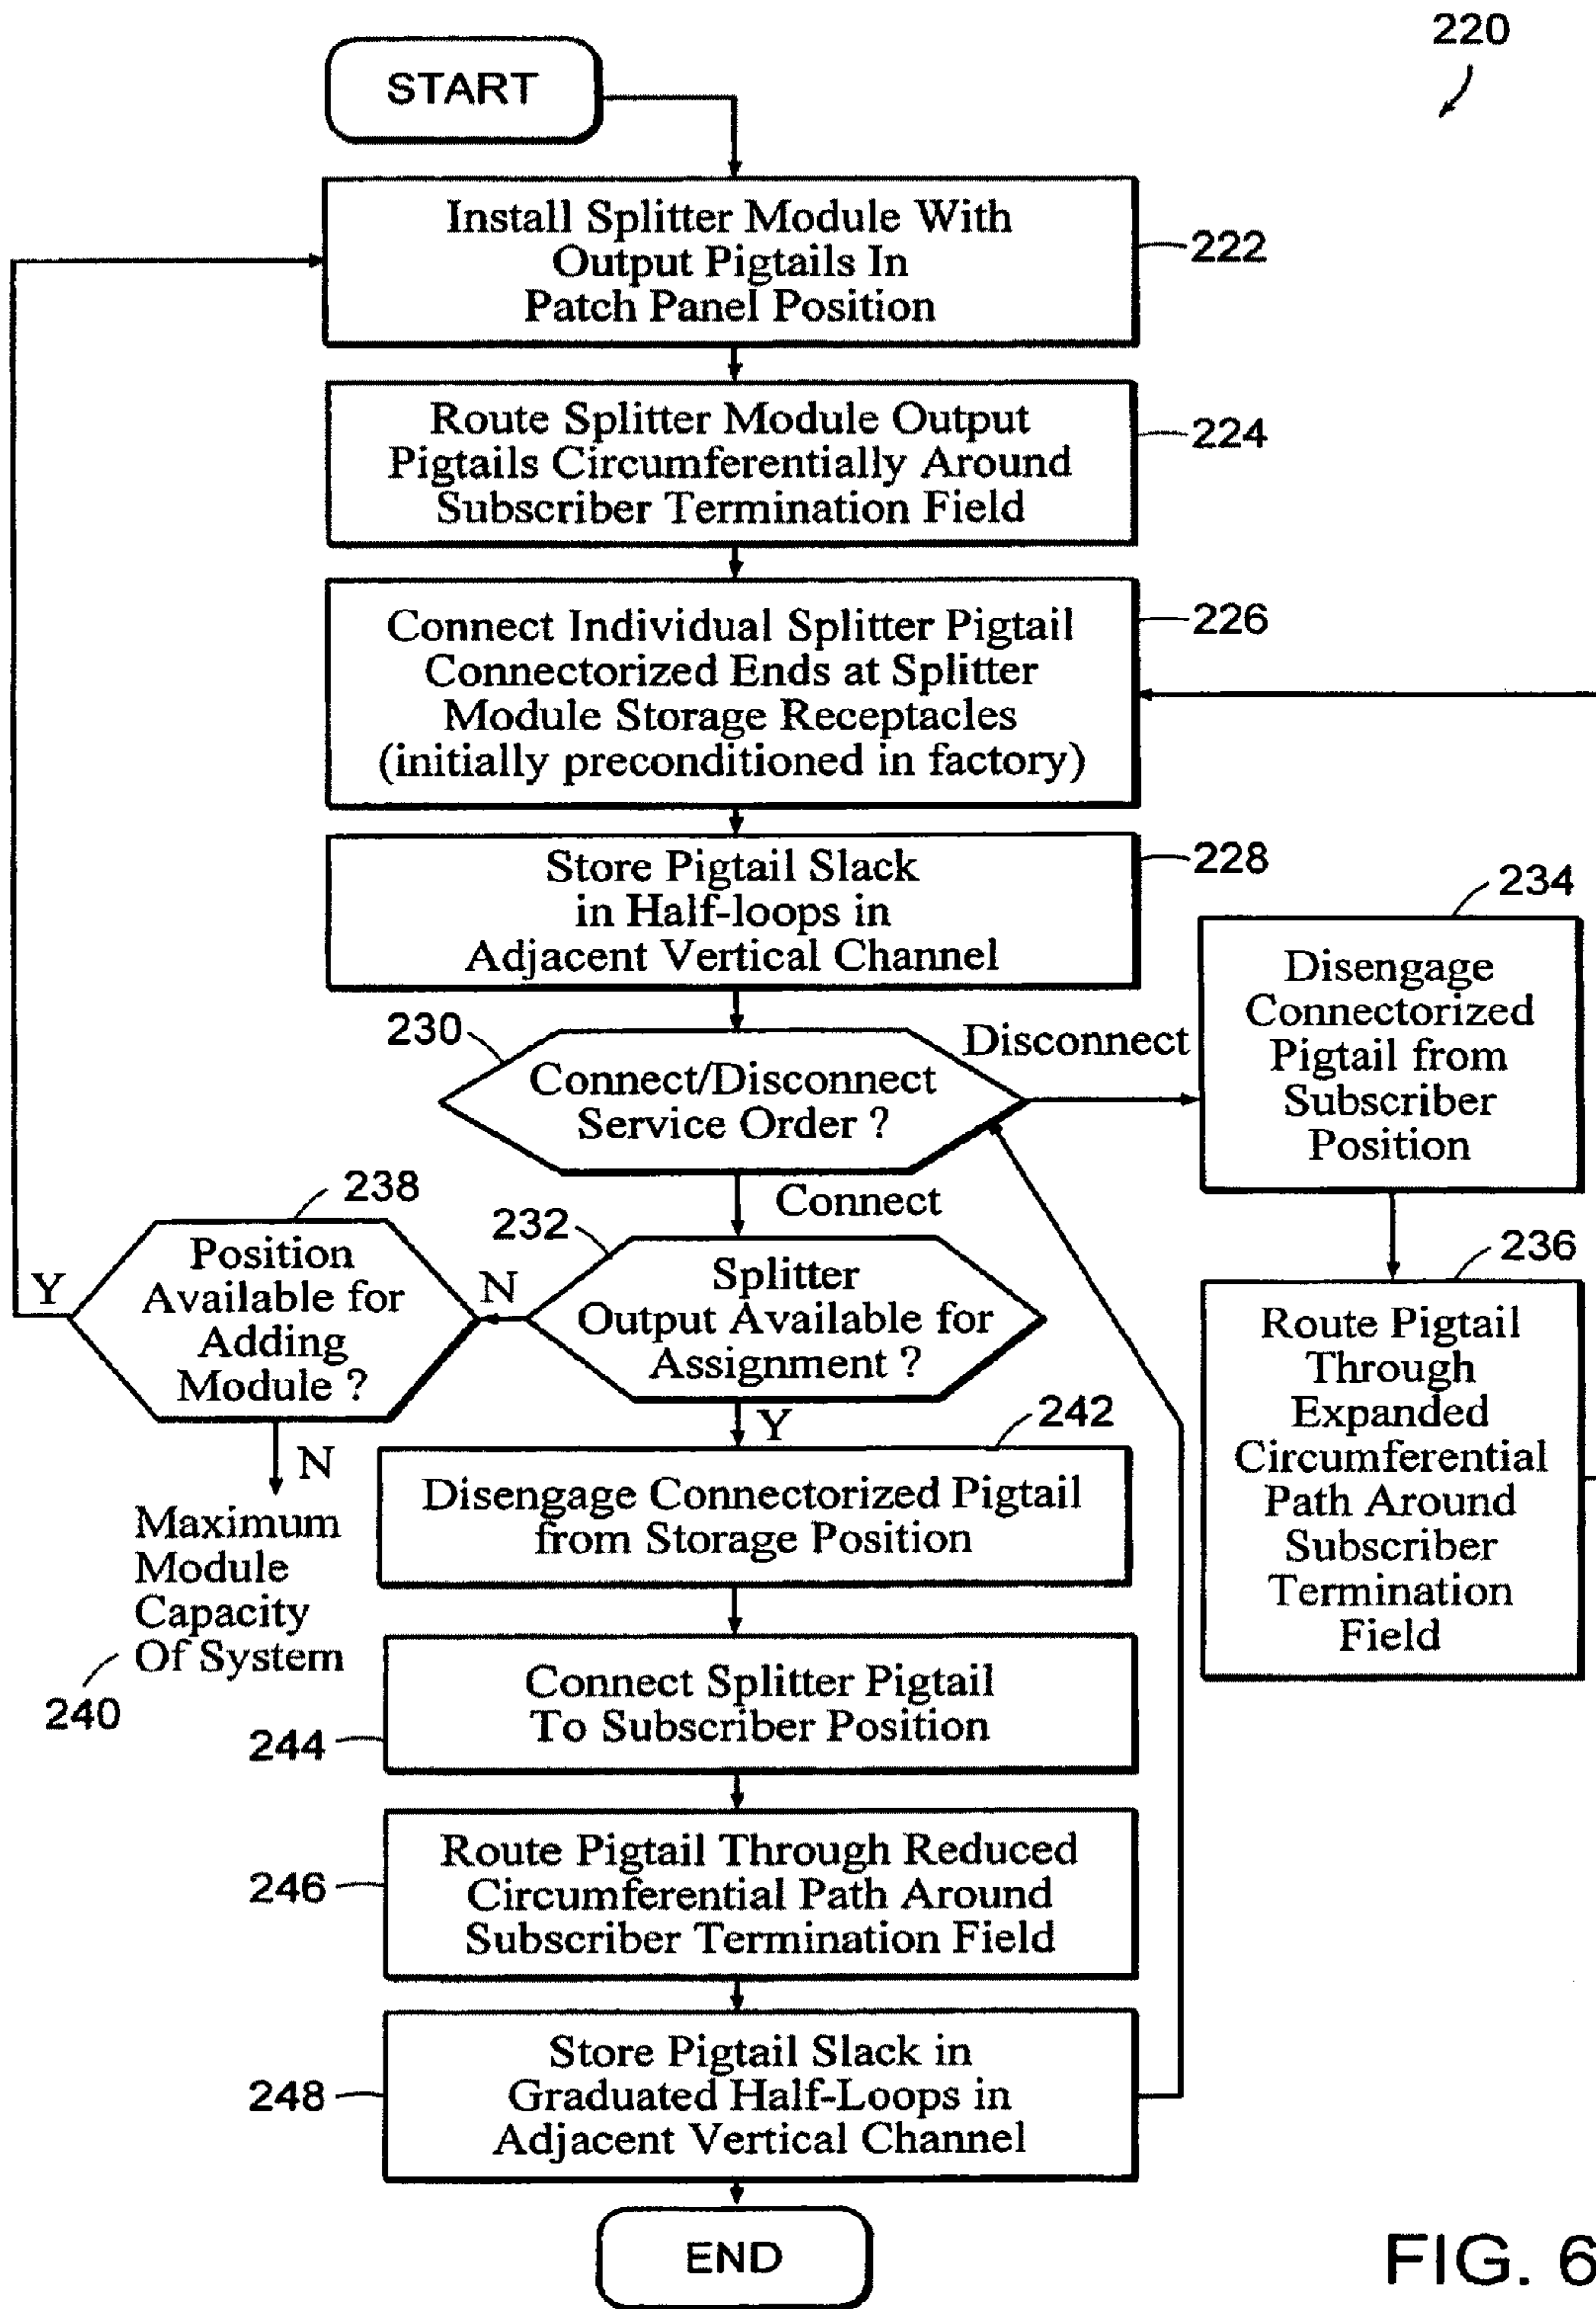 220
START
Install Splitter Module With
Output Pigtails In
Patch Panel Position
222
Route Splitter Module Output
Pigtails Circumferentially Around
Subscriber Termination Field
224
Connect Individual Splitter Pigtail
Connectorized Ends at Splitter
Module Storage Receptacles
(initially preconditioned in factory)
226
Store Pigtail Slack
in Half-loops in
Adjacent Vertical Channel
228
230
Connect/Disconnect
Service Order ?
Disconnect
234
Disengage
Connectorized
Pigtail from
Subscriber
Position
Connect
236
Route Pigtail
Through
Expanded
Circumferential
Path Around
Subscriber
Termination
Field
232
Splitter
Output Available for
Assignment ?
N
238
Position
Available for
Adding
Module ?
Y
N
Maximum
Module
Capacity
Of System
240
Y
242
Disengage Connectorized Pigtail
from Storage Position
Connect Splitter Pigtail
To Subscriber Position
244
Route Pigtail Through Reduced
Circumferential Path Around
Subscriber Termination Field
246
Store Pigtail Slack in
Graduated Half-Loops in
Adjacent Vertical Channel
248
END
FIG. 6